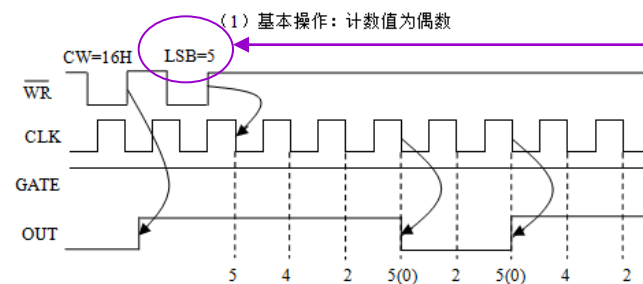 （1）基本操作：计数值为偶数
CW=16H LSB=5
WR
CLK
GATE
OUT
5 4 2 5(0) 2 5(0) 4 2